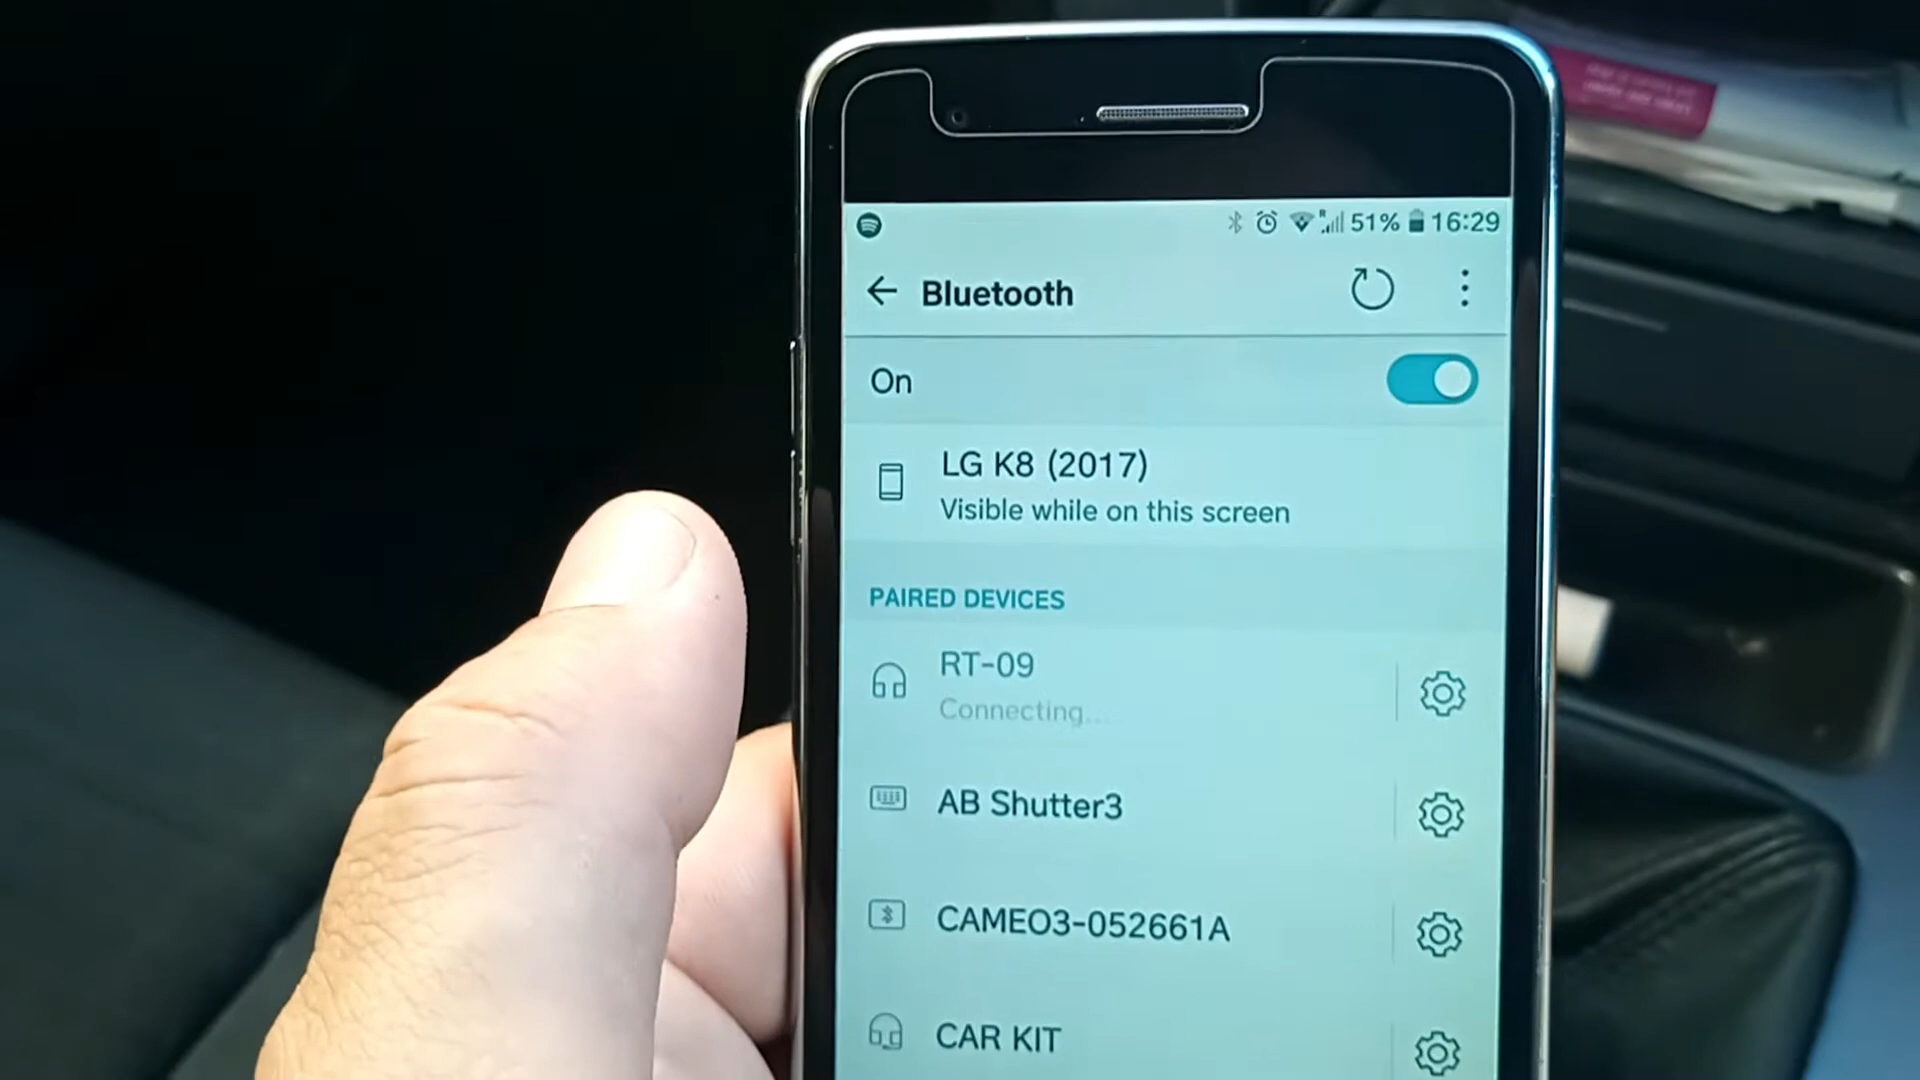 R 51% 16:29
Bluetooth
On
LG K8 (2017)
Visible while on this screen
PAIRED DEVICES
RT-09
Connecting...
AB Shutter3
CAMEO3-052661A
CAR KIT